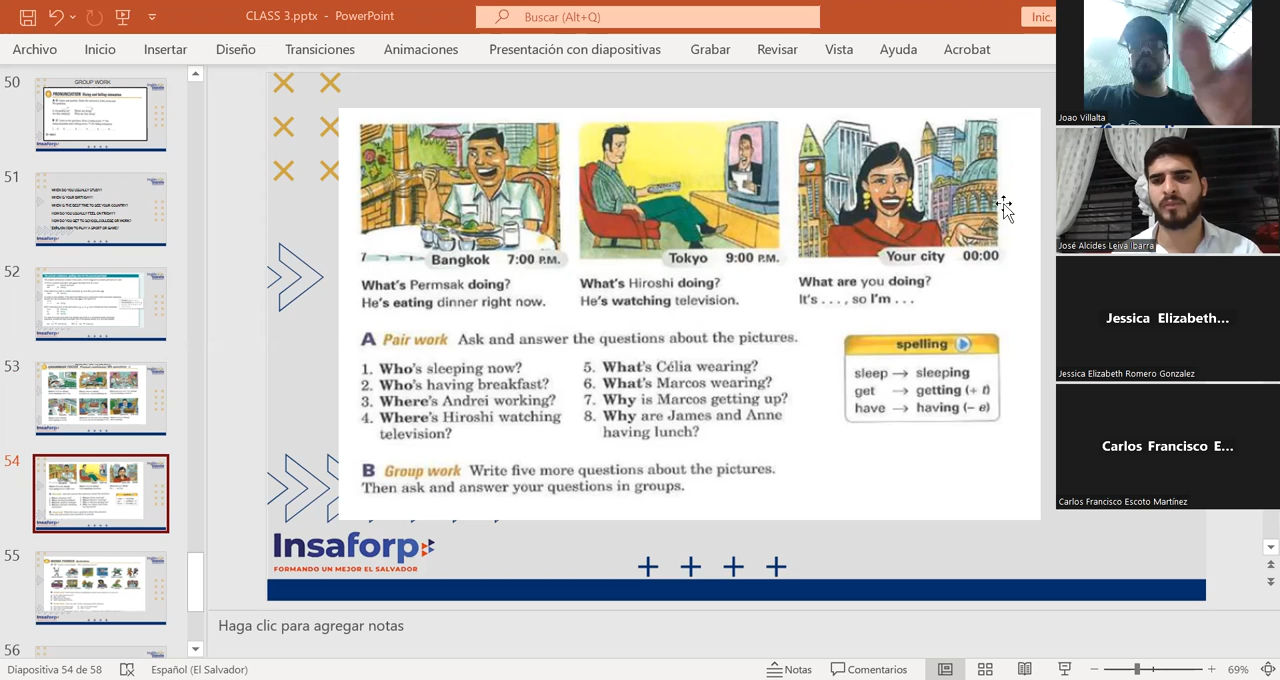 CLASS 3.pptx - PowerPoint
Buscar (Alt+Q)
Inic.
Archivo Inicio Insertar Diseño Transiciones Animaciones Presentación con diapositivas Grabar Revisar Vista Ayuda Acrobat
50
GROUP WORK
51
52
53
54
55
56
Bangkok 7:00 P.M.
Tokyo 9:00 P.M.
Your city 00:00
What's Permsak doing?
He's eating dinner right now.
What's Hiroshi doing?
He's watching television.
What are you doing?
It's . . . , so I'm . . .
A Pair work Ask and answer the questions about the pictures.
1. Who's sleeping now?
2. Who's having breakfast?
3. Where's Andrei working?
4. Where's Hiroshi watching
television?
5. What's Célia wearing?
6. What's Marcos wearing?
7. Why is Marcos getting up?
8. Why are James and Anne
having lunch?
spelling
sleep → sleeping
get → getting (+ t)
have → having (– e)
B Group work Write five more questions about the pictures.
Then ask and answer your questions in groups.
Insaforp
FORMANDO UN MEJOR EL SALVADOR
Haga clic para agregar notas
Diapositiva 54 de 58
Español (El Salvador)
Notas
Comentarios
69%
Joao Villalta
José Alcides Leiva Ibarra
Jessica Elizabeth...
Jessica Elizabeth Romero Gonzalez
Carlos Francisco E...
Carlos Francisco Escoto Martínez